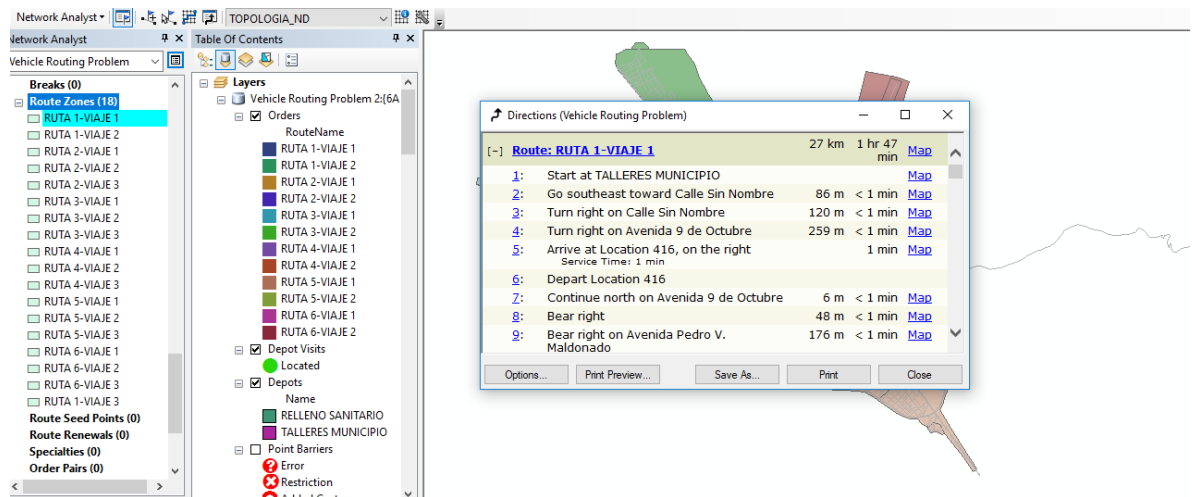 Network Analyst
TOPOLOGIA_ND
Network Analyst
Vehicle Routing Problem
Breaks (0)
Route Zones (18)
RUTA 1-VIAJE 1
RUTA 1-VIAJE 2
RUTA 2-VIAJE 1
RUTA 2-VIAJE 2
RUTA 2-VIAJE 3
RUTA 3-VIAJE 1
RUTA 3-VIAJE 2
RUTA 3-VIAJE 3
RUTA 4-VIAJE 1
RUTA 4-VIAJE 2
RUTA 4-VIAJE 3
RUTA 5-VIAJE 1
RUTA 5-VIAJE 2
RUTA 5-VIAJE 3
RUTA 6-VIAJE 1
RUTA 6-VIAJE 2
RUTA 6-VIAJE 3
RUTA 1-VIAJE 3
Route Seed Points (0)
Route Renewals (0)
Specialties (0)
Order Pairs (0)
Table Of Contents
Layers
Vehicle Routing Problem 2:{6A
Orders
RouteName
RUTA 1-VIAJE 1
RUTA 1-VIAJE 2
RUTA 2-VIAJE 1
RUTA 2-VIAJE 2
RUTA 3-VIAJE 1
RUTA 3-VIAJE 2
RUTA 4-VIAJE 1
RUTA 4-VIAJE 2
RUTA 5-VIAJE 1
RUTA 5-VIAJE 2
RUTA 6-VIAJE 1
RUTA 6-VIAJE 2
Depot Visits
Located
Depots
Name
RELLENO SANITARIO
TALLERES MUNICIPIO
Point Barriers
Error
Restriction
Directions (Vehicle Routing Problem)
[-] Route: RUTA 1-VIAJE 1 27 km 1 hr 47 min Map
1: Start at TALLERES MUNICIPIO Map
2: Go southeast toward Calle Sin Nombre 86 m < 1 min Map
3: Turn right on Calle Sin Nombre 120 m < 1 min Map
4: Turn right on Avenida 9 de Octubre 259 m < 1 min Map
5: Arrive at Location 416, on the right 1 min Map
Service Time: 1 min
6: Depart Location 416
7: Continue north on Avenida 9 de Octubre 6 m < 1 min Map
8: Bear right 48 m < 1 min Map
9: Bear right on Avenida Pedro V. 176 m < 1 min Map
Maldonado
Options... Print Preview... Save As... Print Close